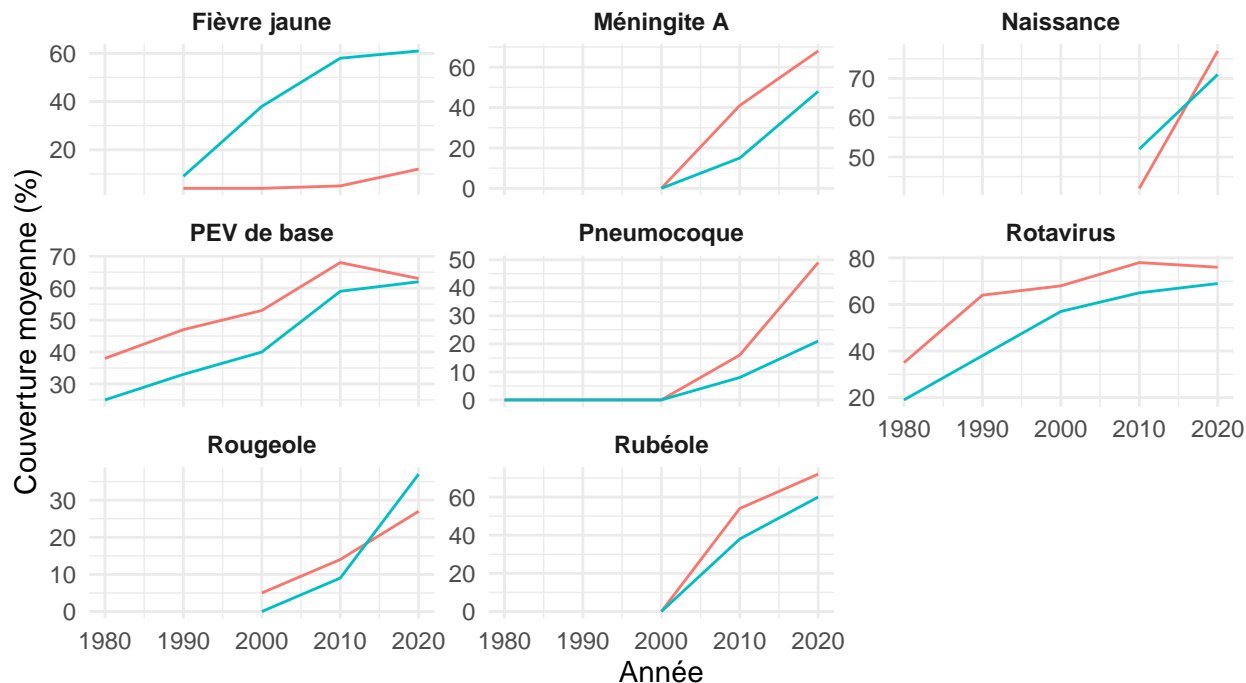 Fièvre jaune
Méningite A
Naissance
60
40
20
60
40
20
0
70
60
50
Couverture moyenne (%)
PEV de base
Pneumocoque
Rotavirus
70
60
50
40
30
50
40
30
20
10
0
80
60
40
20
1980 1990 2000 2010 2020
Rougeole
Rubéole
30
20
10
0
60
40
20
0
1980 1990 2000 2010 2020
1980 1990 2000 2010 2020
Année